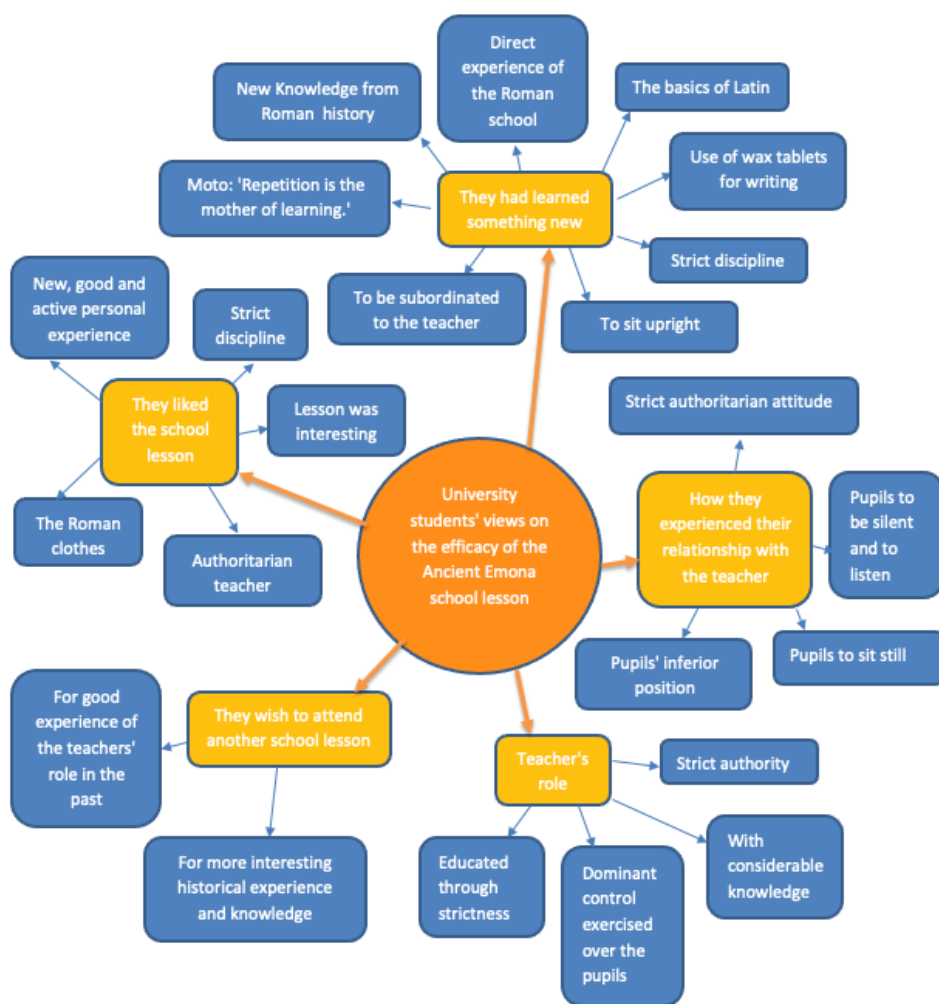 Direct
experience of
the Roman
school
New Knowledge from
Roman history
The basics of Latin
Moto: 'Repetition is the
mother of learning.'
They had learned
something new
Use of wax tablets
for writing
Strict discipline
To be subordinated
to the teacher
To sit upright
New, good and
active personal
experience
Strict
discipline
They liked
the school
lesson
Lesson was
interesting
The Roman
clothes
Authoritarian
teacher
University
students' views on
the efficacy of the
Ancient Emona
school lesson
Strict authoritarian attitude
How they
experienced their
relationship with
the teacher
Pupils to
be silent
and to
listen
Pupils' inferior
position
Pupils to sit still
They wish to attend
another school lesson
For good
experience of
the teachers'
role in the
past
For more interesting
historical experience
and knowledge
Teacher's
role
Strict authority
Educated
through
strictness
Dominant
control
exercised
over the
pupils
With
considerable
knowledge